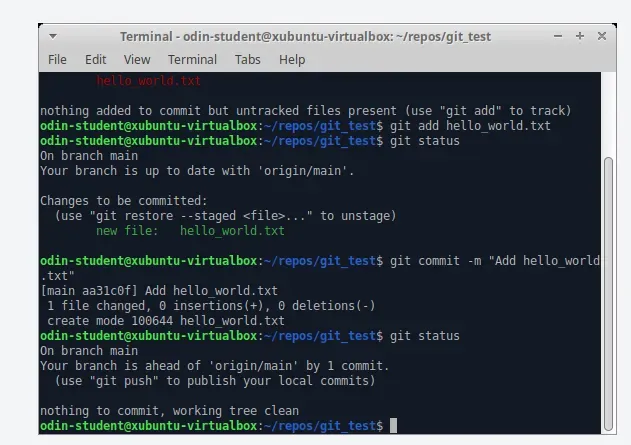 Terminal - odin-student@xubuntu-virtualbox: ~/repos/git_test
File Edit View Terminal Tabs Help
hello_world.txt
nothing added to commit but untracked files present (use "git add" to track)
odin-student@xubuntu-virtualbox:~/repos/git_test$ git add hello_world.txt
odin-student@xubuntu-virtualbox:~/repos/git_test$ git status
On branch main
Your branch is up to date with 'origin/main'.
Changes to be committed:
(use "git restore --staged <file>..." to unstage)
new file: hello_world.txt
odin-student@xubuntu-virtualbox:~/repos/git_test$ git commit -m "Add hello_world
.txt"
[main aa31c0f] Add hello_world.txt
1 file changed, 0 insertions(+), 0 deletions(-)
create mode 100644 hello_world.txt
odin-student@xubuntu-virtualbox:~/repos/git_test$ git status
On branch main
Your branch is ahead of 'origin/main' by 1 commit.
(use "git push" to publish your local commits)
nothing to commit, working tree clean
odin-student@xubuntu-virtualbox:~/repos/git_test$